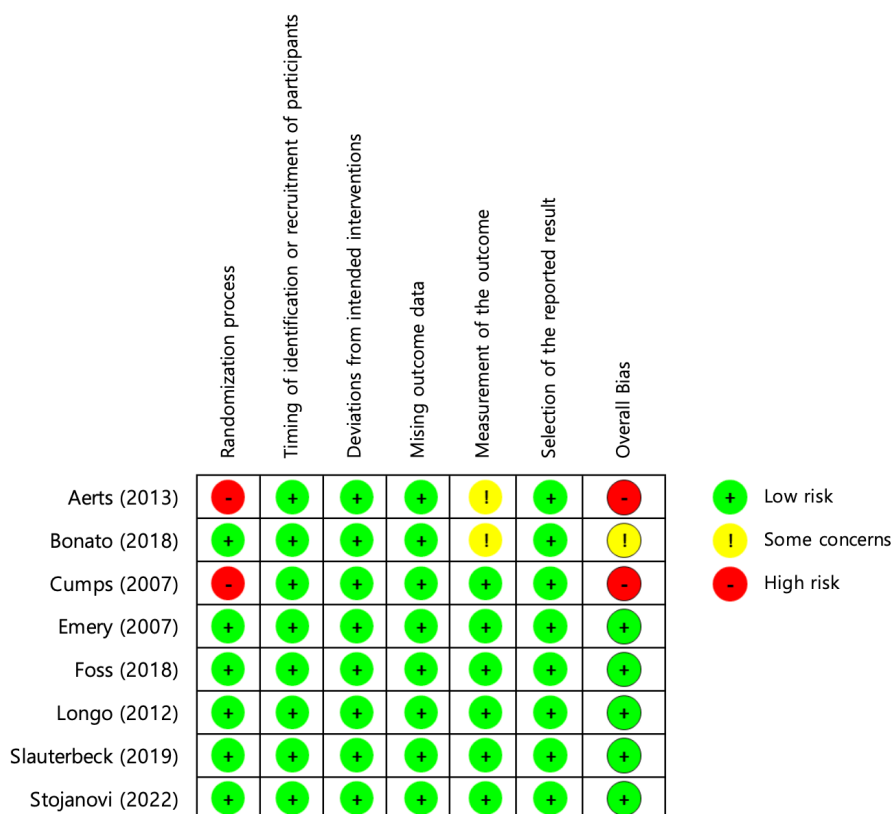 Randomization process
Timing of identification or recruitment of participants
Deviations from intended interventions
Mising outcome data
Measurement of the outcome
Selection of the reported result
Overall Bias
Aerts (2013) - + + + ! + -
Bonato (2018) + + + + ! + !
Cumps (2007) - + + + + + -
Emery (2007) + + + + + + +
Foss (2018) + + + + + + +
Longo (2012) + + + + + + +
Slauterbeck (2019) + + + + + + +
Stojanovi (2022) + + + + + + +
+ Low risk
! Some concerns
- High risk